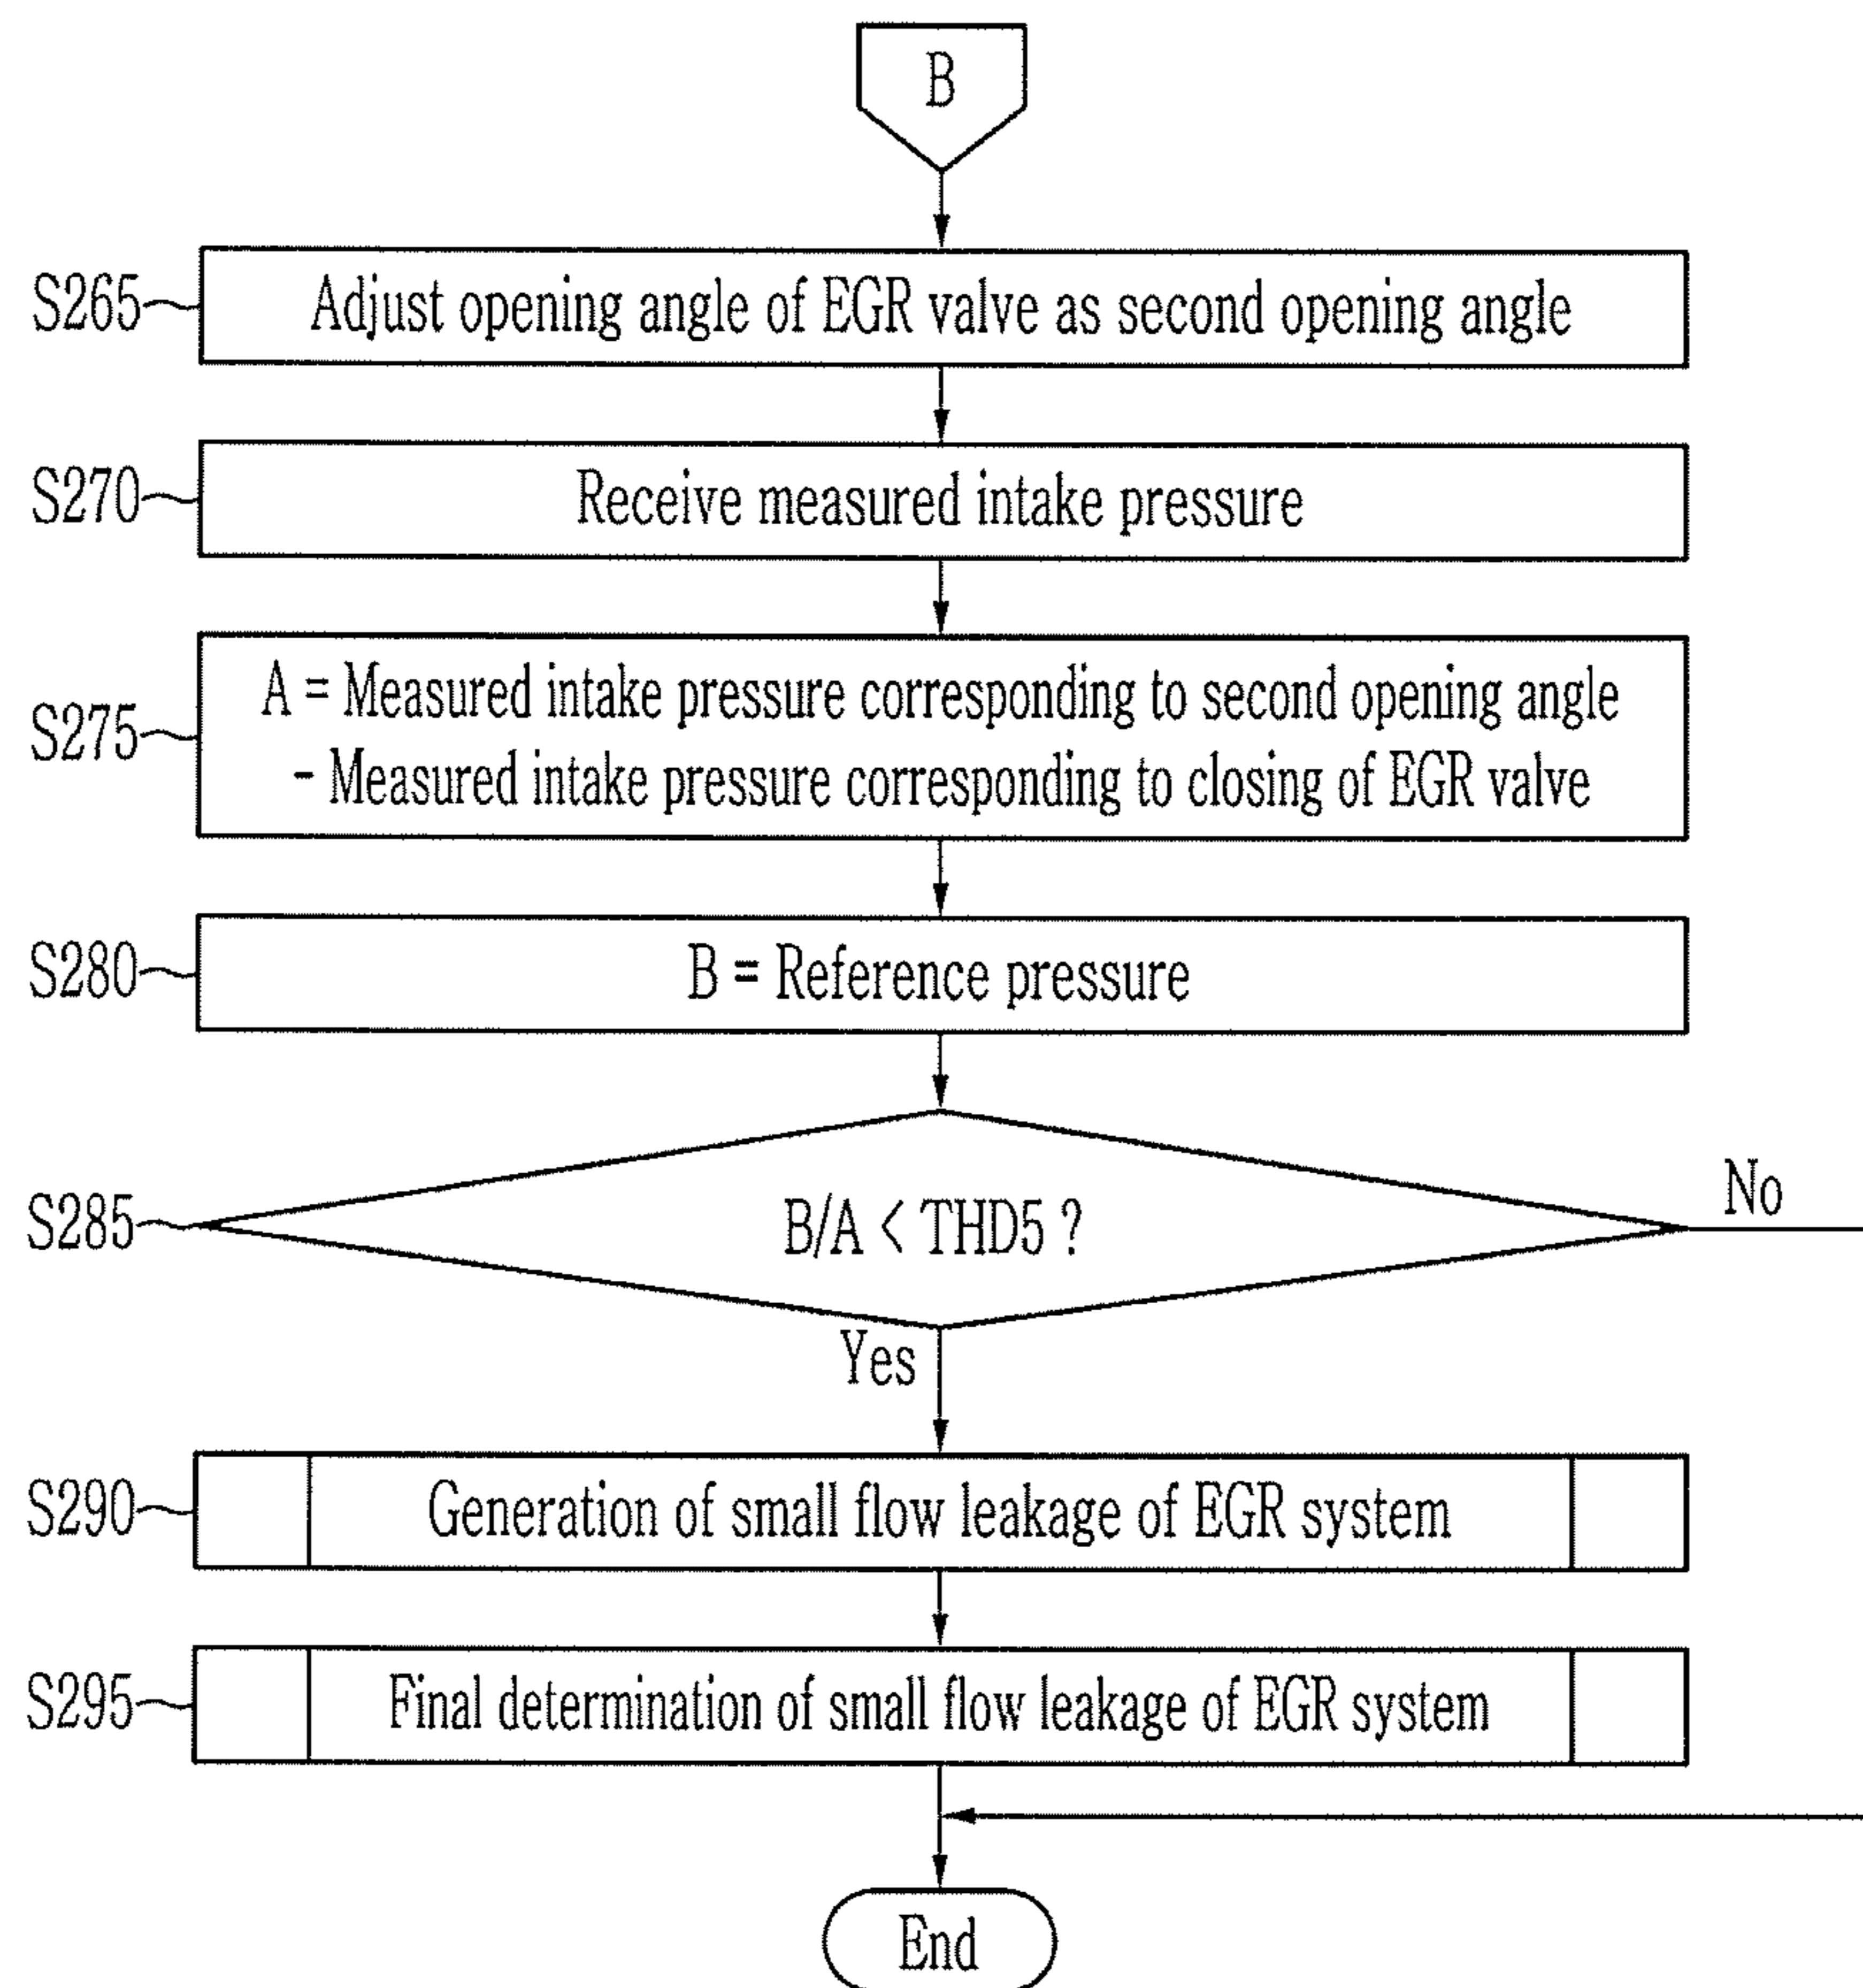 B
S265
Adjust opening angle of EGR valve as second opening angle
S270
Receive measured intake pressure
S275
A = Measured intake pressure corresponding to second opening angle
- Measured intake pressure corresponding to closing of EGR valve
S280
B = Reference pressure
S285
B/A < THD5 ?
No
Yes
S290
Generation of small flow leakage of EGR system
S295
Final determination of small flow leakage of EGR system
End